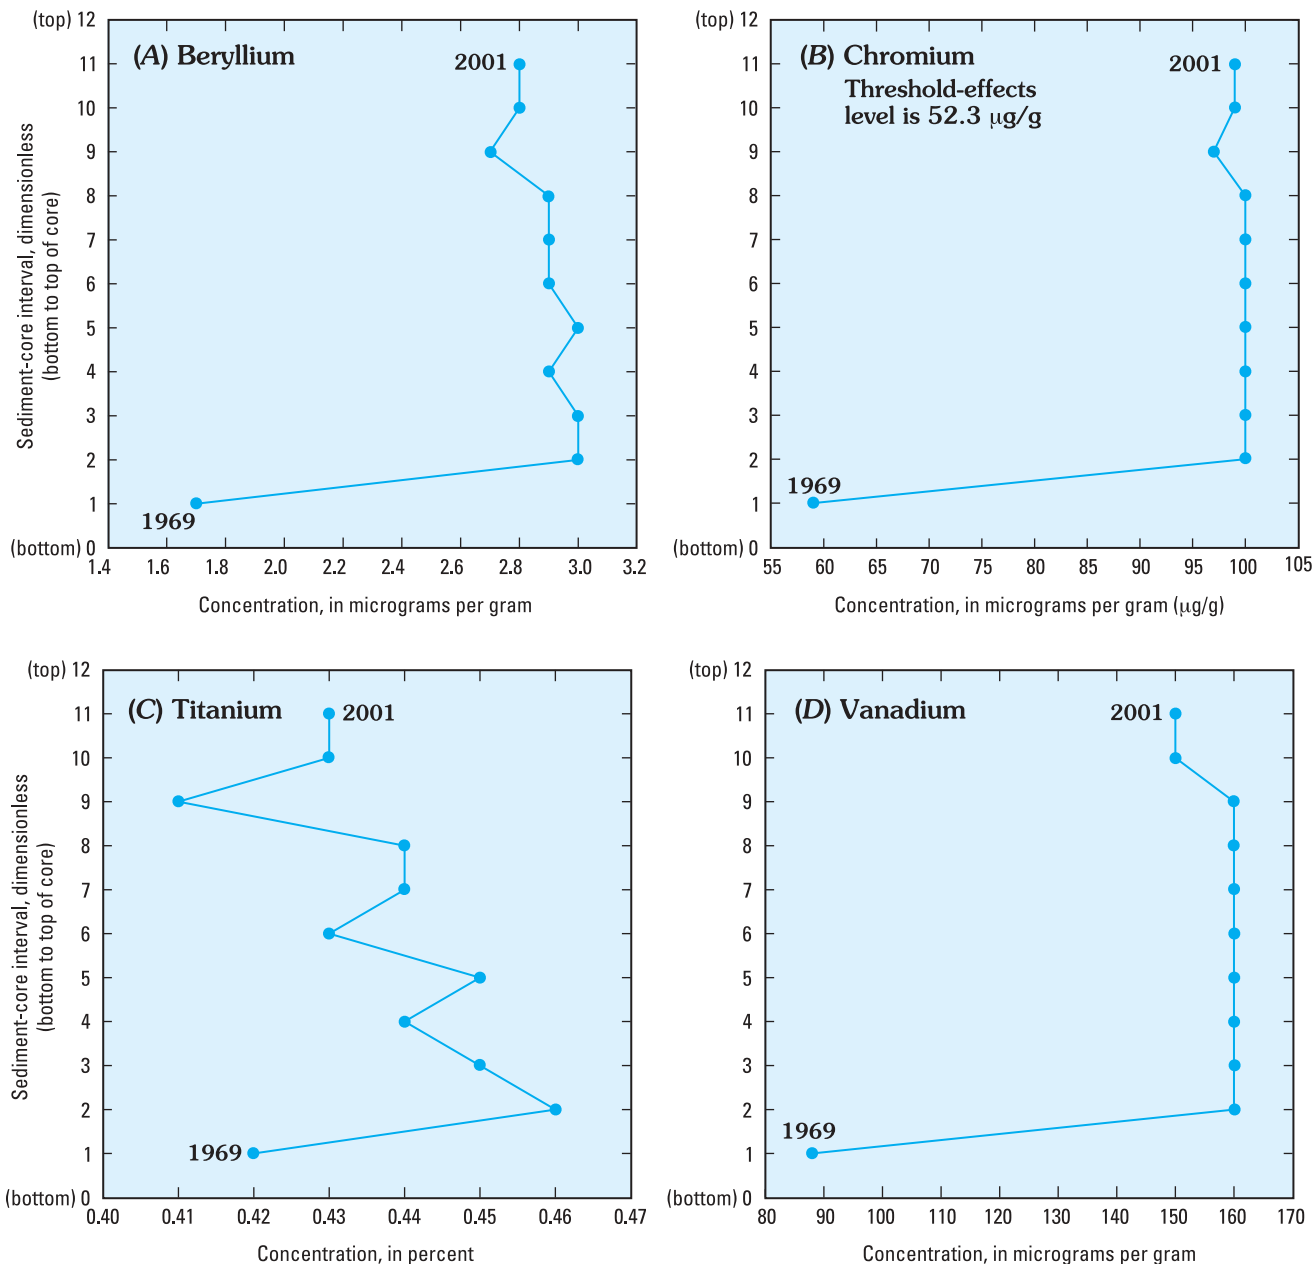 (A) Beryllium
Sediment-core interval, dimensionless
(bottom to top of core)
(top) 12
11
10
9
8
7
6
5
4
3
2
1
(bottom) 0
2001
1969
1.4 1.6 1.8 2.0 2.2 2.4 2.6 2.8 3.0 3.2
Concentration, in micrograms per gram
(B) Chromium
Threshold-effects
level is 52.3 μg/g
(top) 12
11
10
9
8
7
6
5
4
3
2
1
(bottom) 0
2001
1969
55 60 65 70 75 80 85 90 95 100 105
Concentration, in micrograms per gram (μg/g)
(C) Titanium
Sediment-core interval, dimensionless
(bottom to top of core)
(top) 12
11
10
9
8
7
6
5
4
3
2
1
(bottom) 0
2001
1969
0.40 0.41 0.42 0.43 0.44 0.45 0.46 0.47
Concentration, in percent
(D) Vanadium
(top) 12
11
10
9
8
7
6
5
4
3
2
1
(bottom) 0
2001
1969
80 90 100 110 120 130 140 150 160 170
Concentration, in micrograms per gram